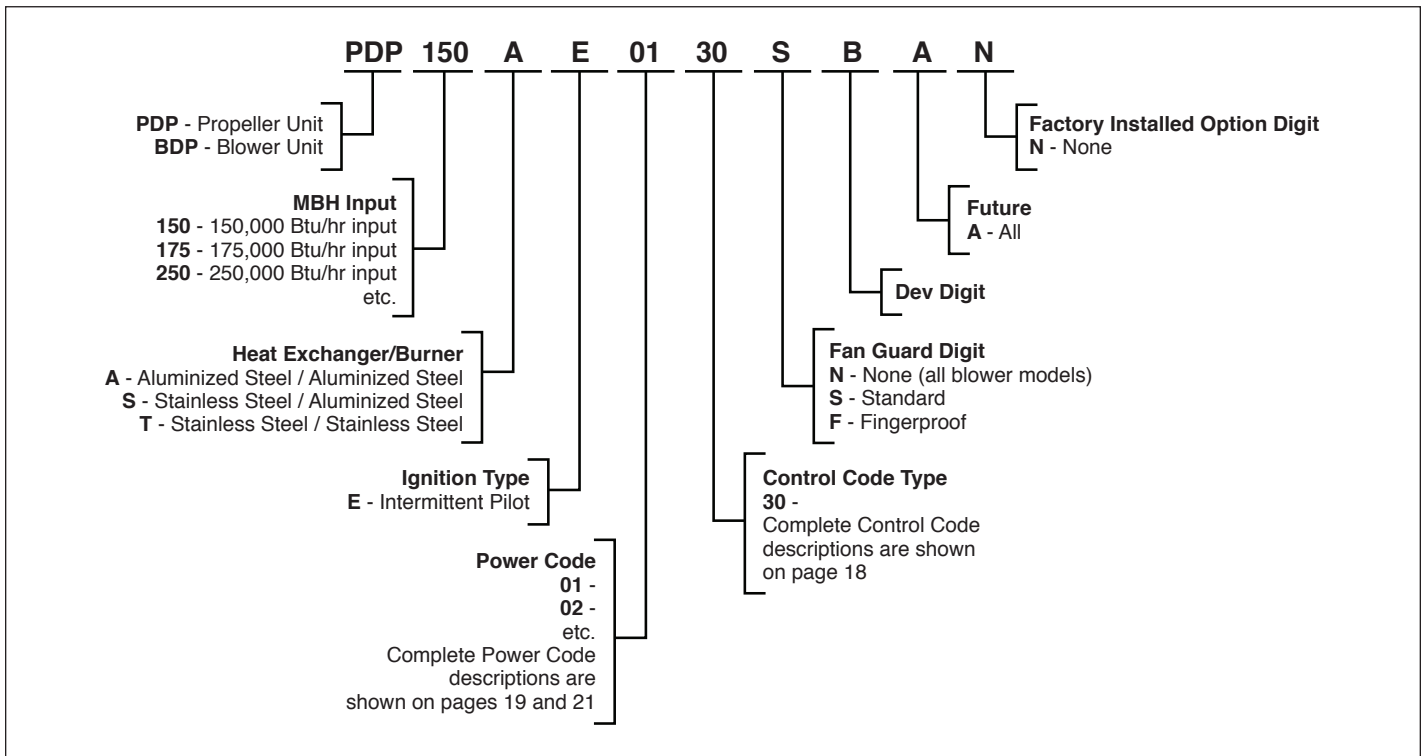 PDP 150 A E 01 30 S B A N
PDP - Propeller Unit
BDP - Blower Unit
MBH Input
150 - 150,000 Btu/hr input
175 - 175,000 Btu/hr input
250 - 250,000 Btu/hr input
etc.
Heat Exchanger/Burner
A - Aluminized Steel / Aluminized Steel
S - Stainless Steel / Aluminized Steel
T - Stainless Steel / Stainless Steel
Ignition Type
E - Intermittent Pilot
Power Code
01 -
02 -
etc.
Complete Power Code
descriptions are
shown on pages 19 and 21
Factory Installed Option Digit
N - None
Future
A - All
Dev Digit
Fan Guard Digit
N - None (all blower models)
S - Standard
F - Fingerproof
Control Code Type
30 -
Complete Control Code
descriptions are shown
on page 18